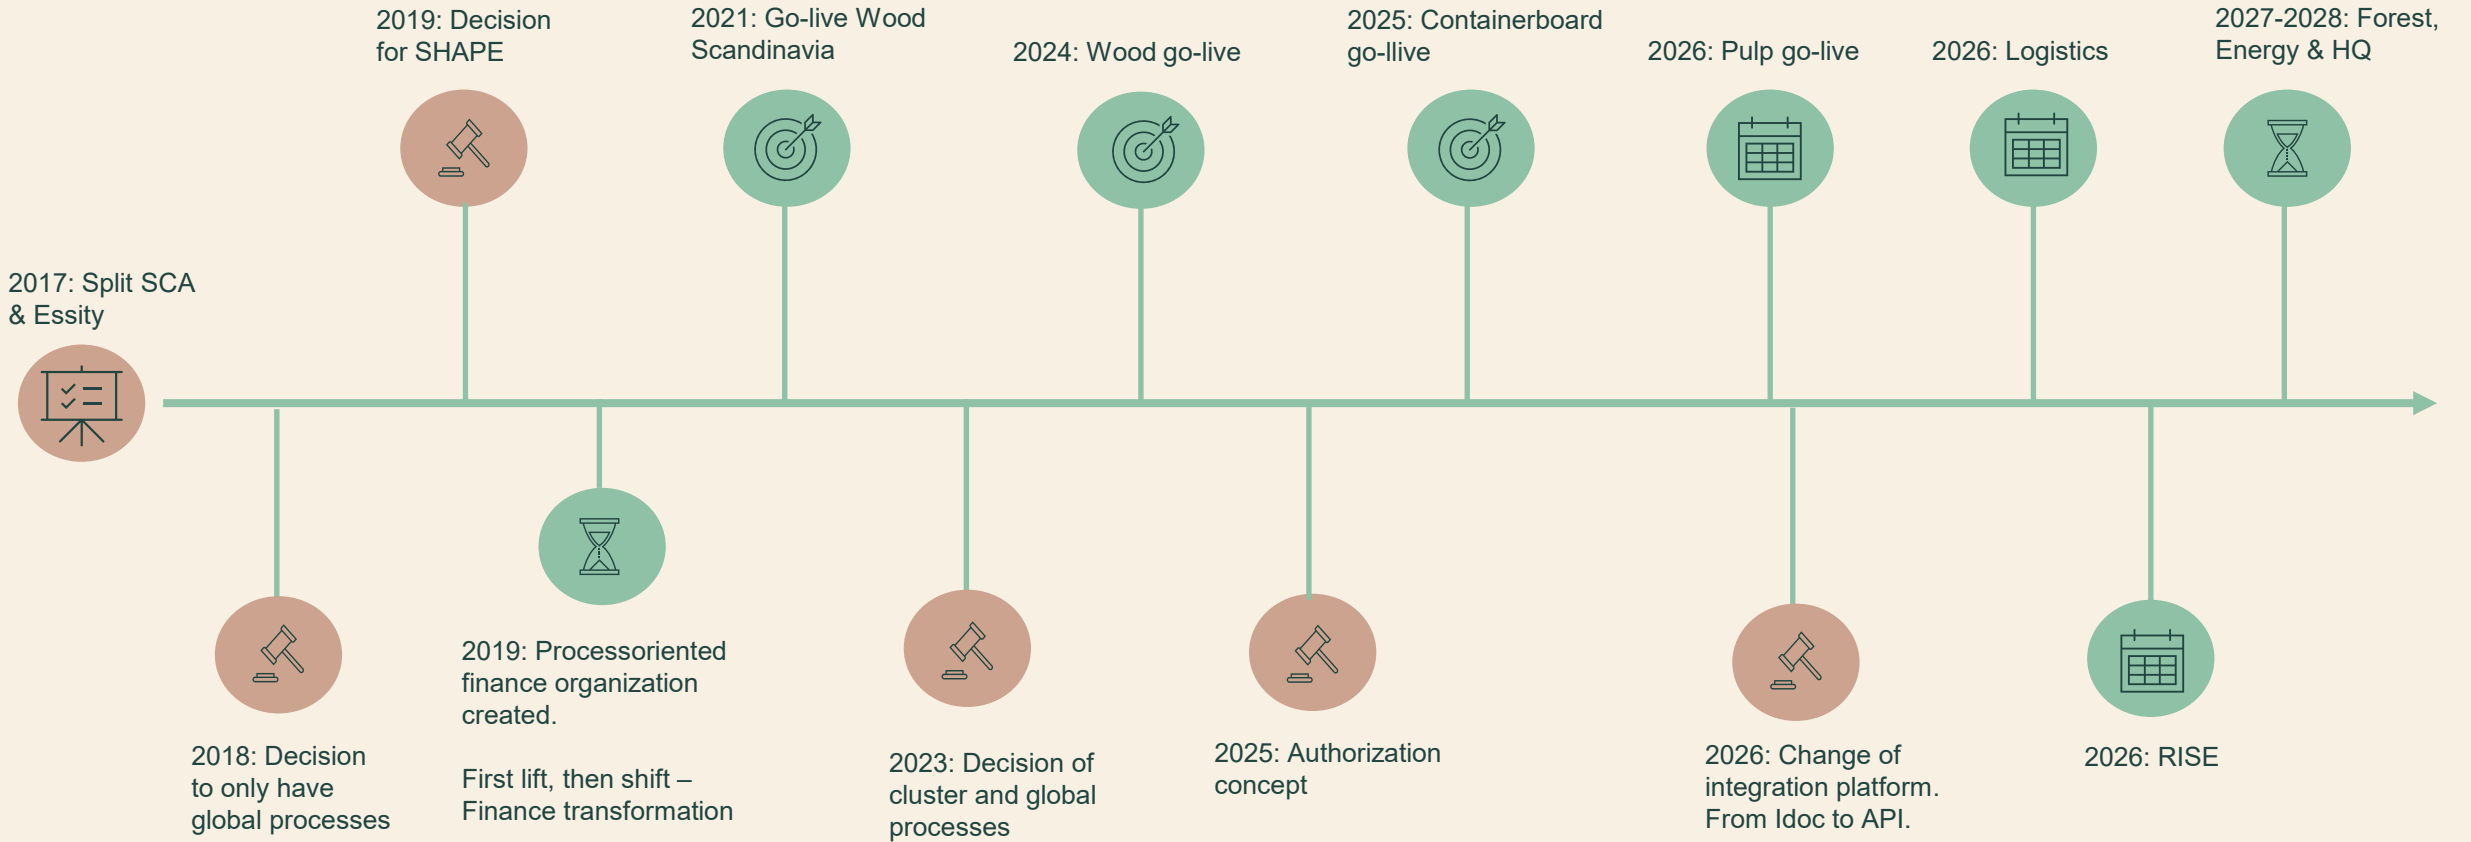 2017: Split SCA
& Essity
2018: Decision
to only have
global processes
2019: Decision
for SHAPE
2019: Processoriented
finance organization
created.
First lift, then shift –
Finance transformation
2021: Go-live Wood
Scandinavia
2023: Decision of
cluster and global
processes
2024: Wood go-live
2025: Authorization
concept
2025: Containerboard
go-llive
2026: Pulp go-live
2026: Change of
integration platform.
From Idoc to API.
2026: Logistics
2026: RISE
2027-2028: Forest,
Energy & HQ